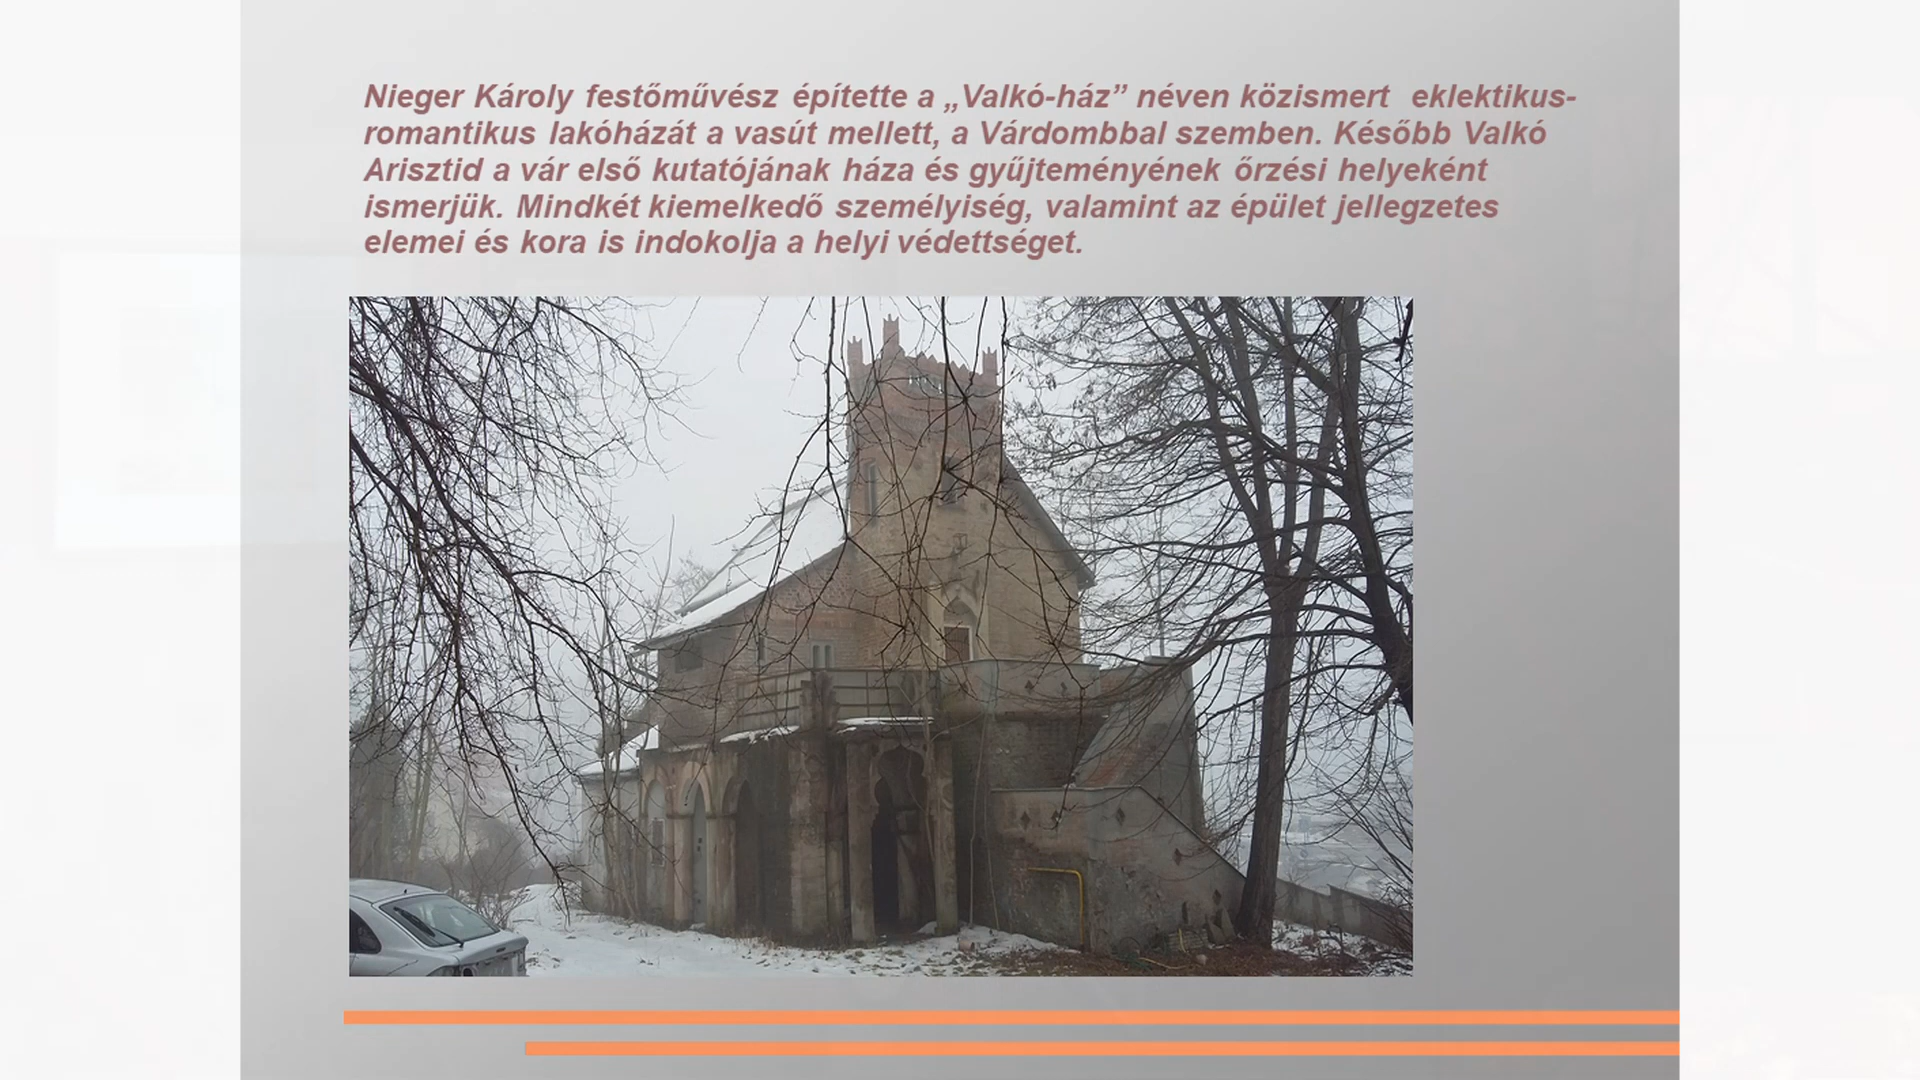 Nieger Károly festőművész építette a „Valkó-ház” néven közismert eklektikus-
romantikus lakóházát a vasút mellett, a Várdombbal szemben. Később Valkó
Arisztid a vár első kutatójának háza és gyűjteményének őrzési helyeként
ismerjük. Mindkét kiemelkedő személyiség, valamint az épület jellegzetes
elemei és kora is indokolja a helyi védettséget.